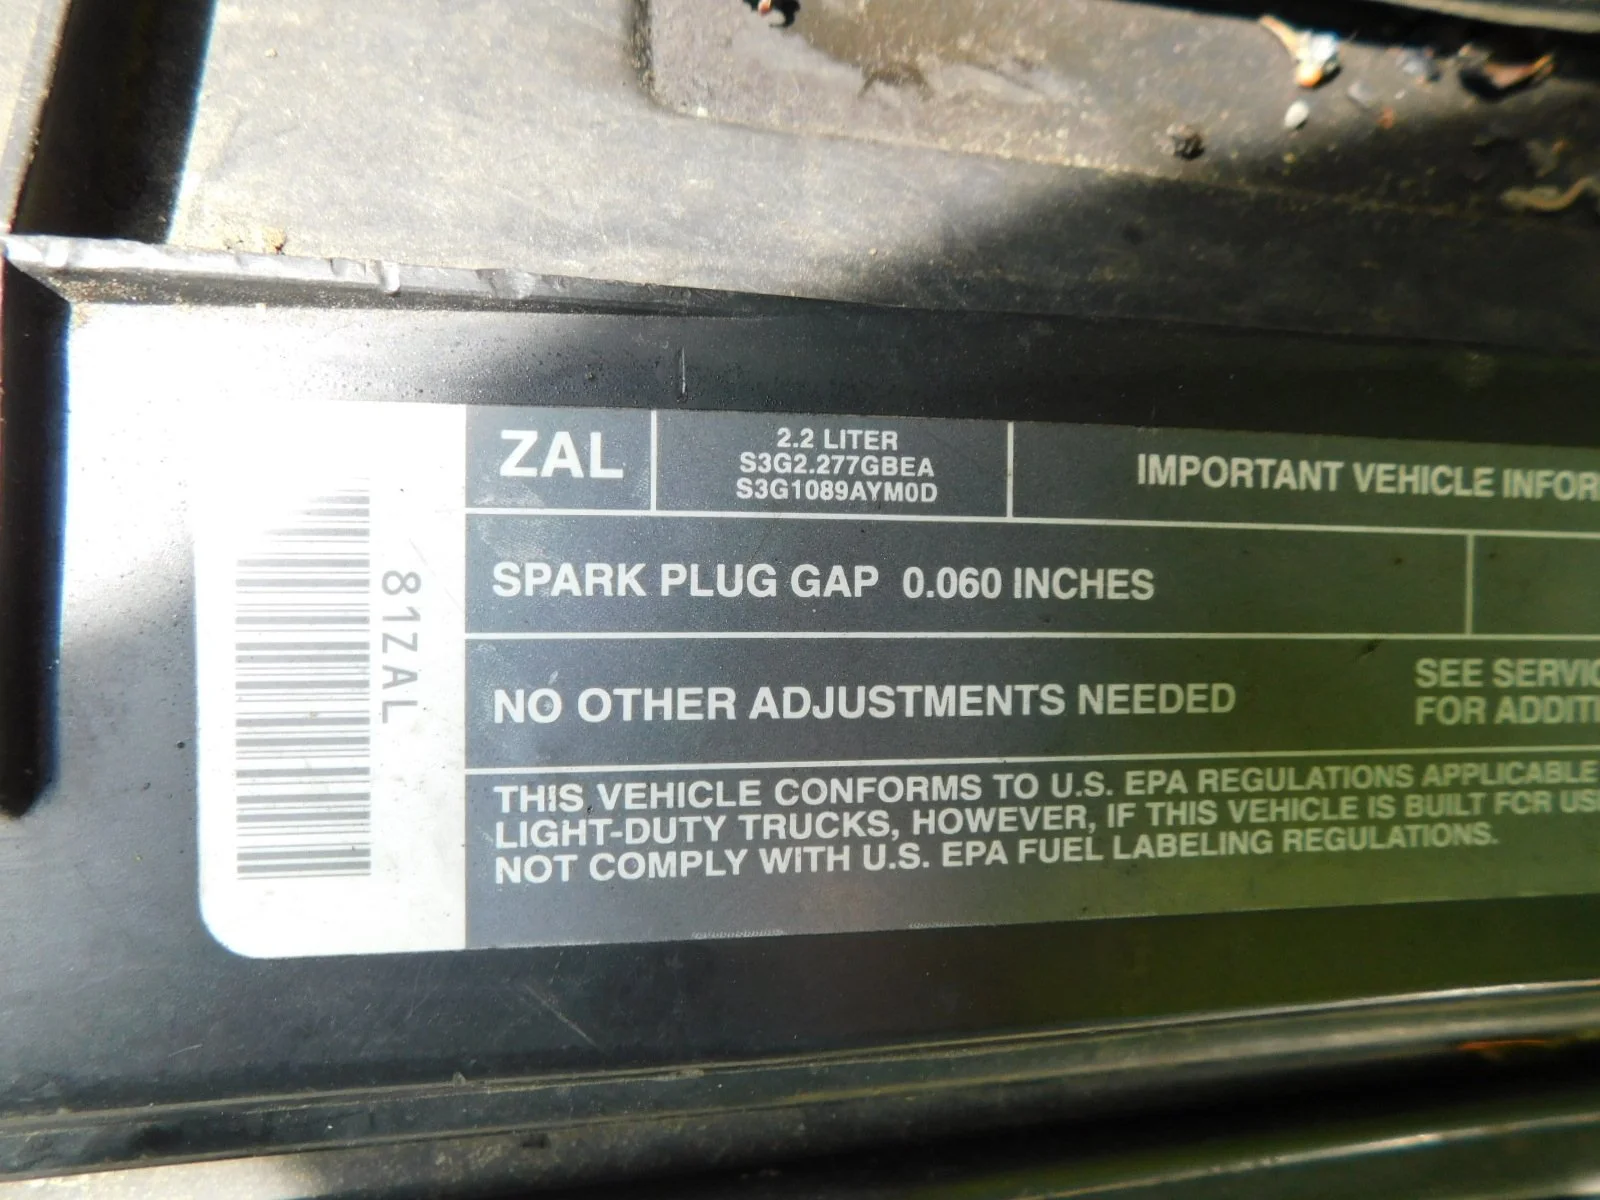 ZAL
2.2 LITER
S3G2.277GBEA
S3G1089AYM0D
IMPORTANT VEHICLE INFOR
SPARK PLUG GAP 0.060 INCHES
NO OTHER ADJUSTMENTS NEEDED
SEE SERVIC
FOR ADDITI
THIS VEHICLE CONFORMS TO U.S. EPA REGULATIONS APPLICABLE
LIGHT-DUTY TRUCKS, HOWEVER, IF THIS VEHICLE IS BUILT FOR US
NOT COMPLY WITH U.S. EPA FUEL LABELING REGULATIONS.
81ZAL